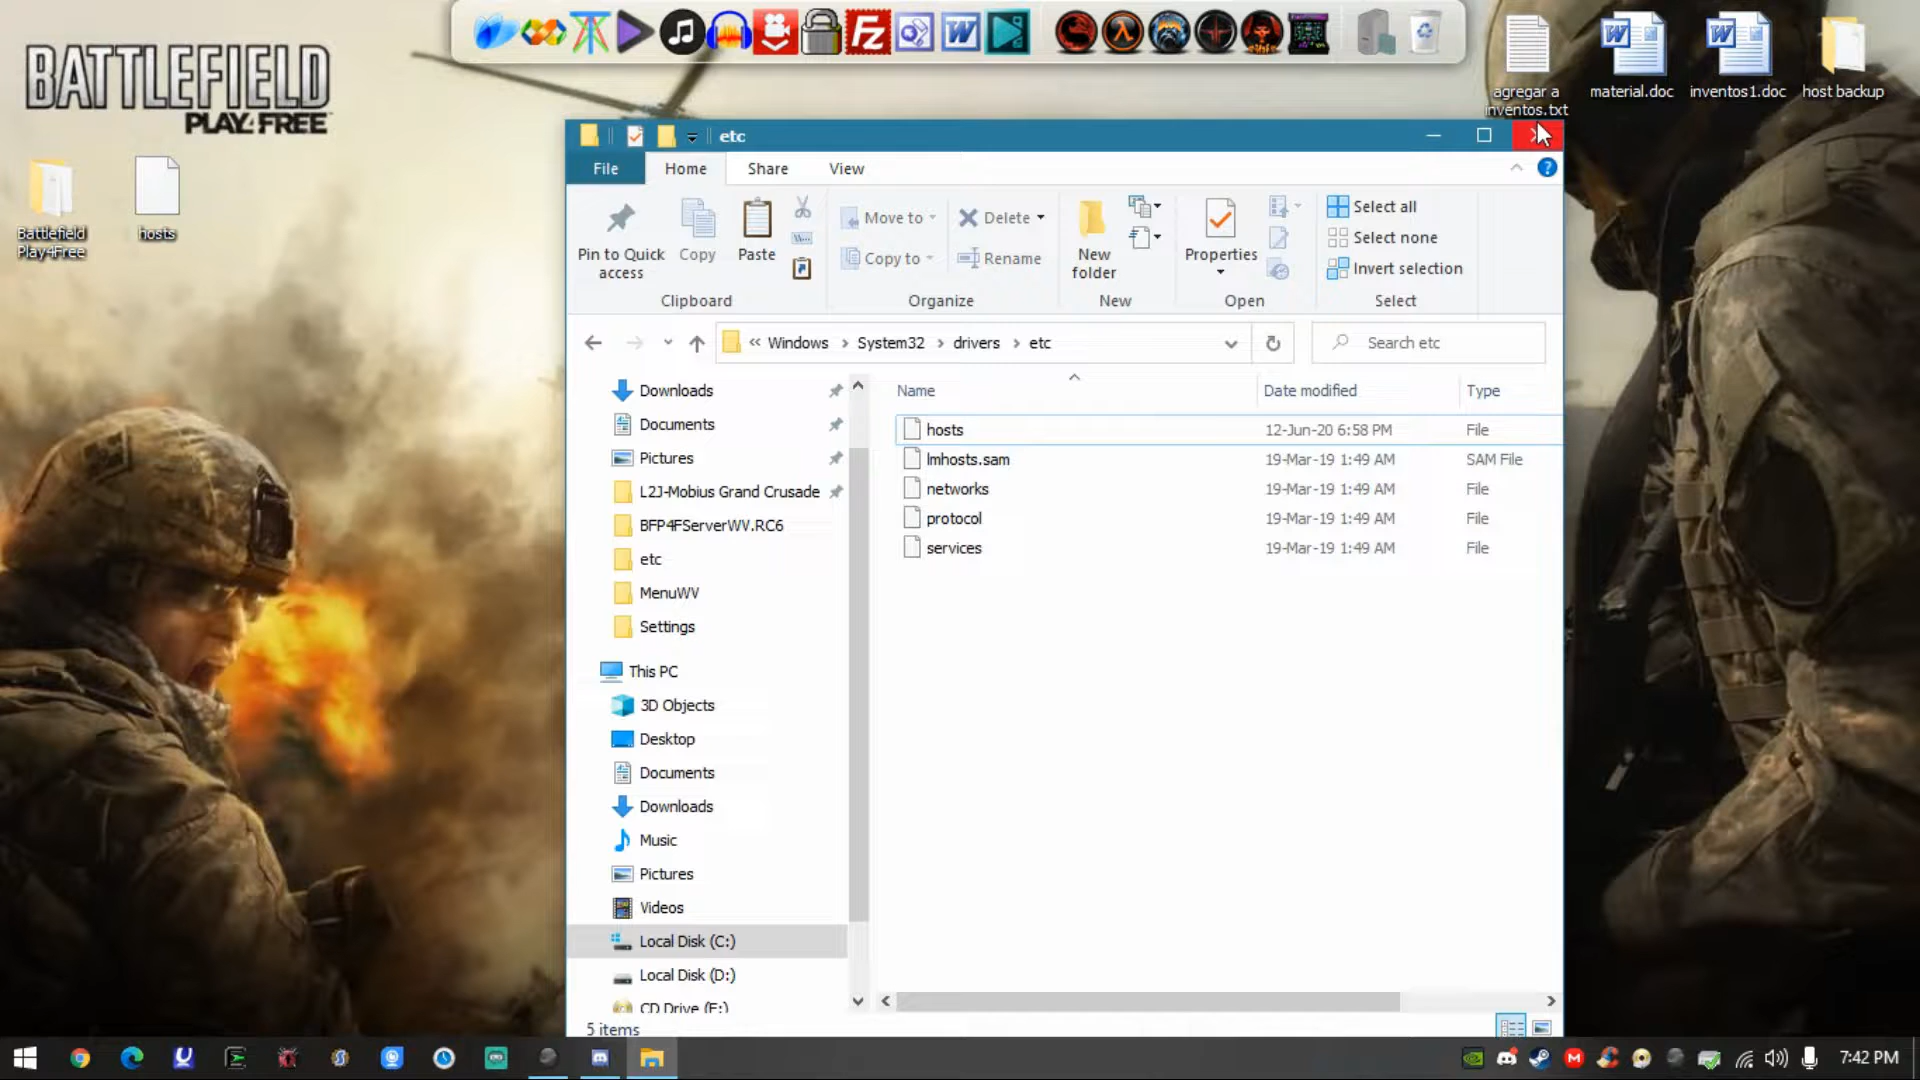 BATTLEFIELD
PLAY4FREE
Battlefield
Play4Free
hosts
agregar a
inventos.txt
material.doc
inventos1.doc
host backup
etc
File
Home
Share
View
Pin to Quick
access
Copy
Paste
Move to
Copy to
Delete
Rename
New
folder
Properties
Select all
Select none
Invert selection
Clipboard
Organize
New
Open
Select
« Windows > System32 > drivers > etc
Search etc
Downloads
Documents
Pictures
L2J-Mobius Grand Crusade
BFP4FServerWV.RC6
etc
MenuWV
Settings
This PC
3D Objects
Desktop
Documents
Downloads
Music
Pictures
Videos
Local Disk (C:)
Local Disk (D:)
CD Drive (E:)
Name Date modified Type
hosts 12-Jun-20 6:58 PM File
lmhosts.sam 19-Mar-19 1:49 AM SAM File
networks 19-Mar-19 1:49 AM File
protocol 19-Mar-19 1:49 AM File
services 19-Mar-19 1:49 AM File
5 items
7:42 PM